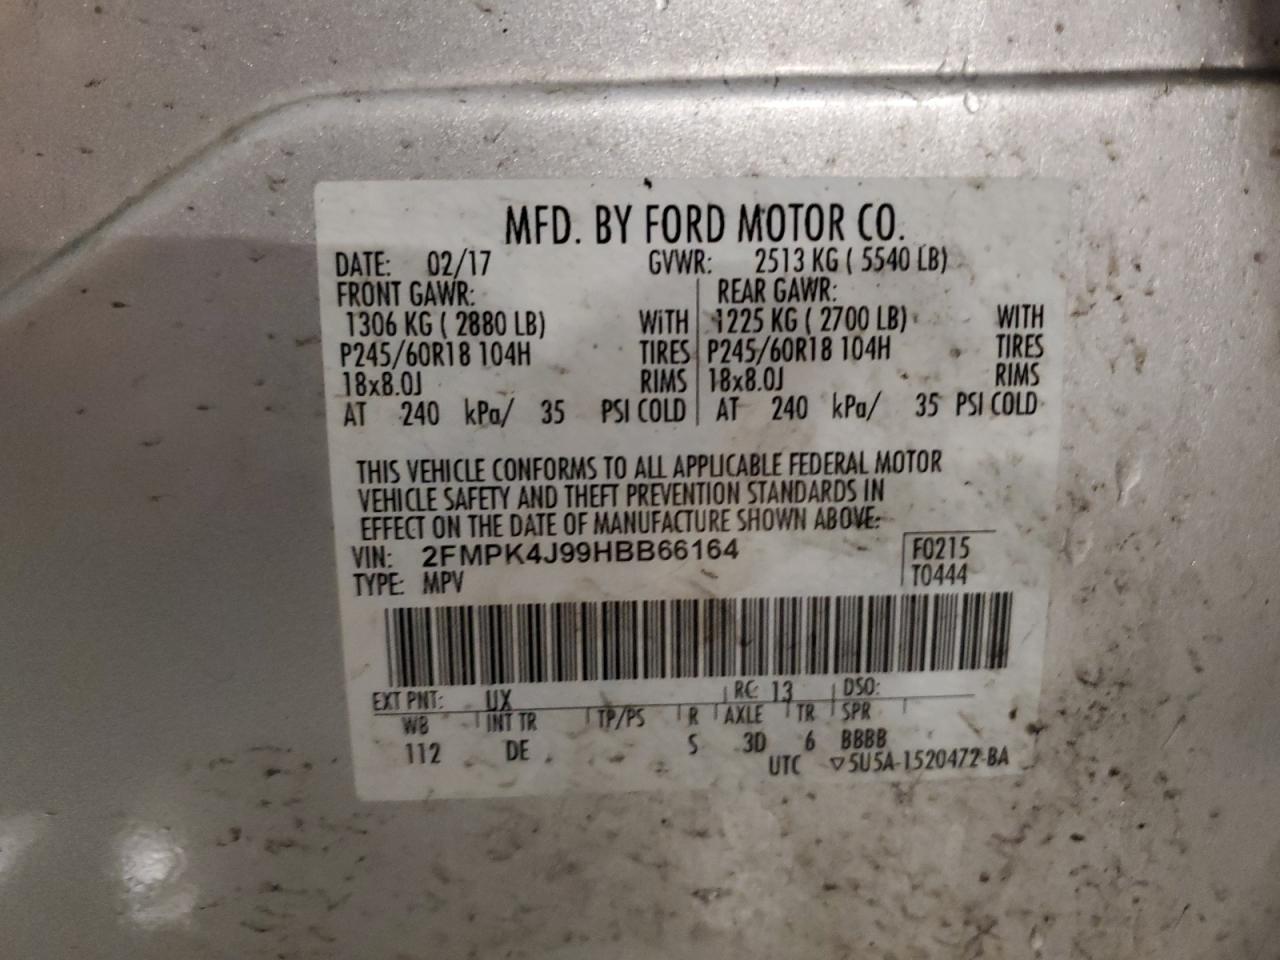 MFD. BY FORD MOTOR CO.
DATE: 02/17 GVWR: 2513 KG ( 5540 LB)
FRONT GAWR: REAR GAWR:
1306 KG ( 2880 LB) WITH 1225 KG ( 2700 LB) WITH
P245/60R18 104H TIRES P245/60R18 104H TIRES
18x8.0J RIMS 18x8.0J RIMS
AT 240 kPa/ 35 PSI COLD AT 240 kPa/ 35 PSI COLD
THIS VEHICLE CONFORMS TO ALL APPLICABLE FEDERAL MOTOR
VEHICLE SAFETY AND THEFT PREVENTION STANDARDS IN
EFFECT ON THE DATE OF MANUFACTURE SHOWN ABOVE.
VIN: 2FMPK4J99HBB66164 F0215
TYPE: MPV T0444
EXT PNT: UX RC: 13 DSO:
WB INT TR TP/PS R AXLE TR SPR
112 DE S 3D 6 BBBB
UTC ▽5U5A-1520472-BA